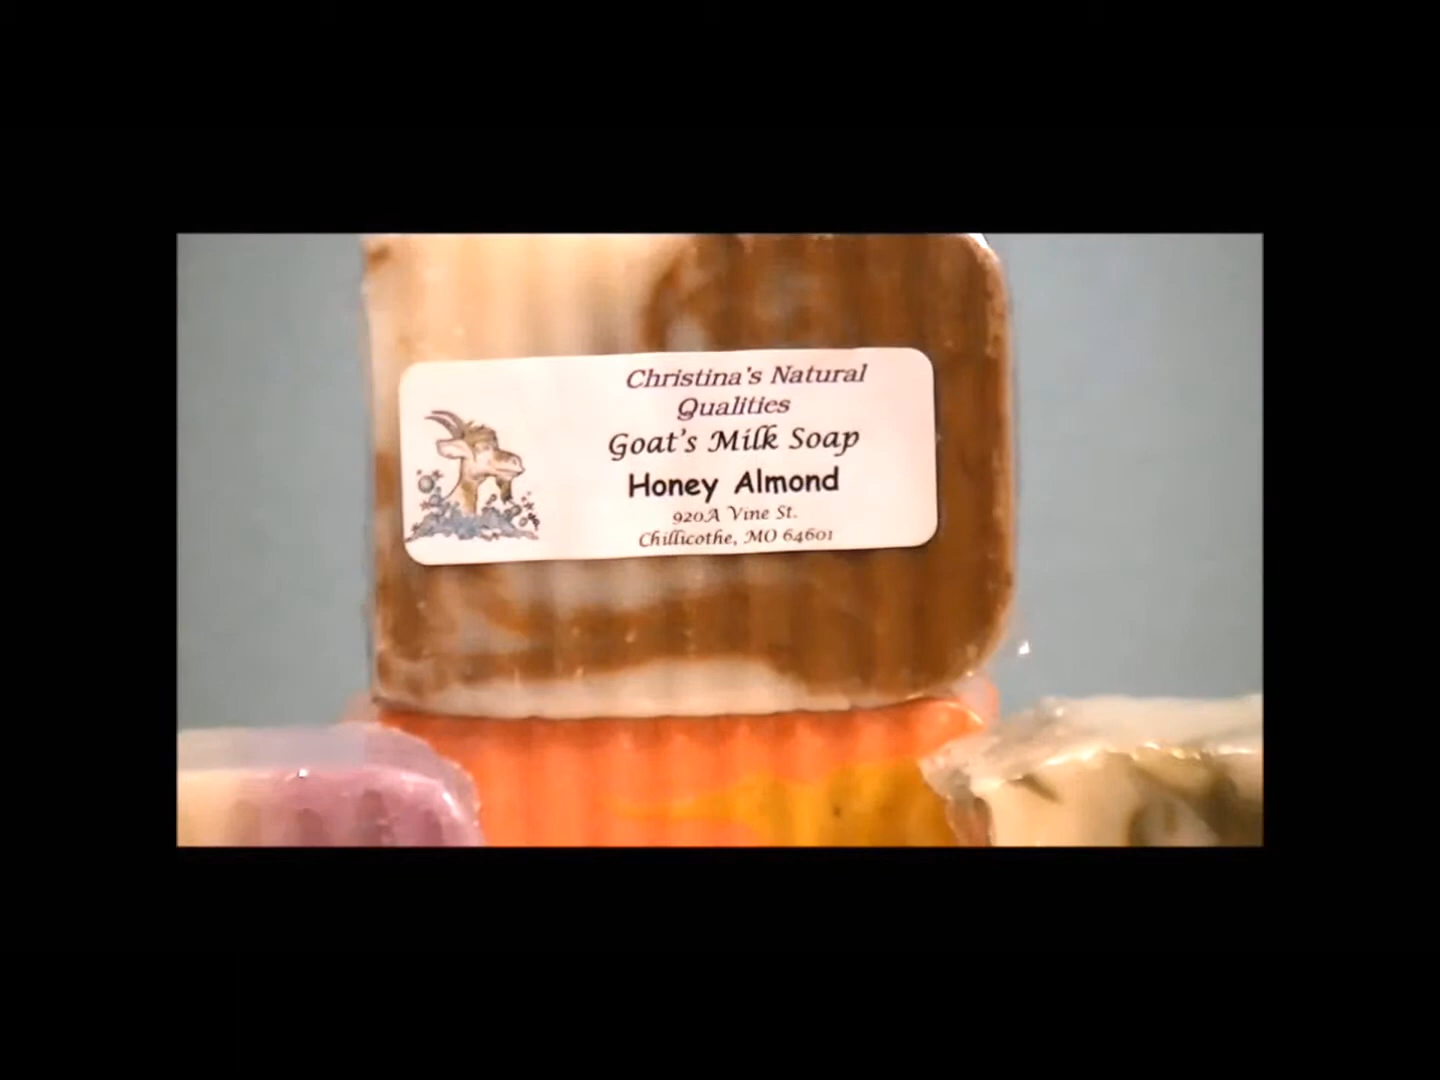 Christina's Natural
Qualities
Goat's Milk Soap
Honey Almond
920A Vine St.
Chillicothe, MO 64601